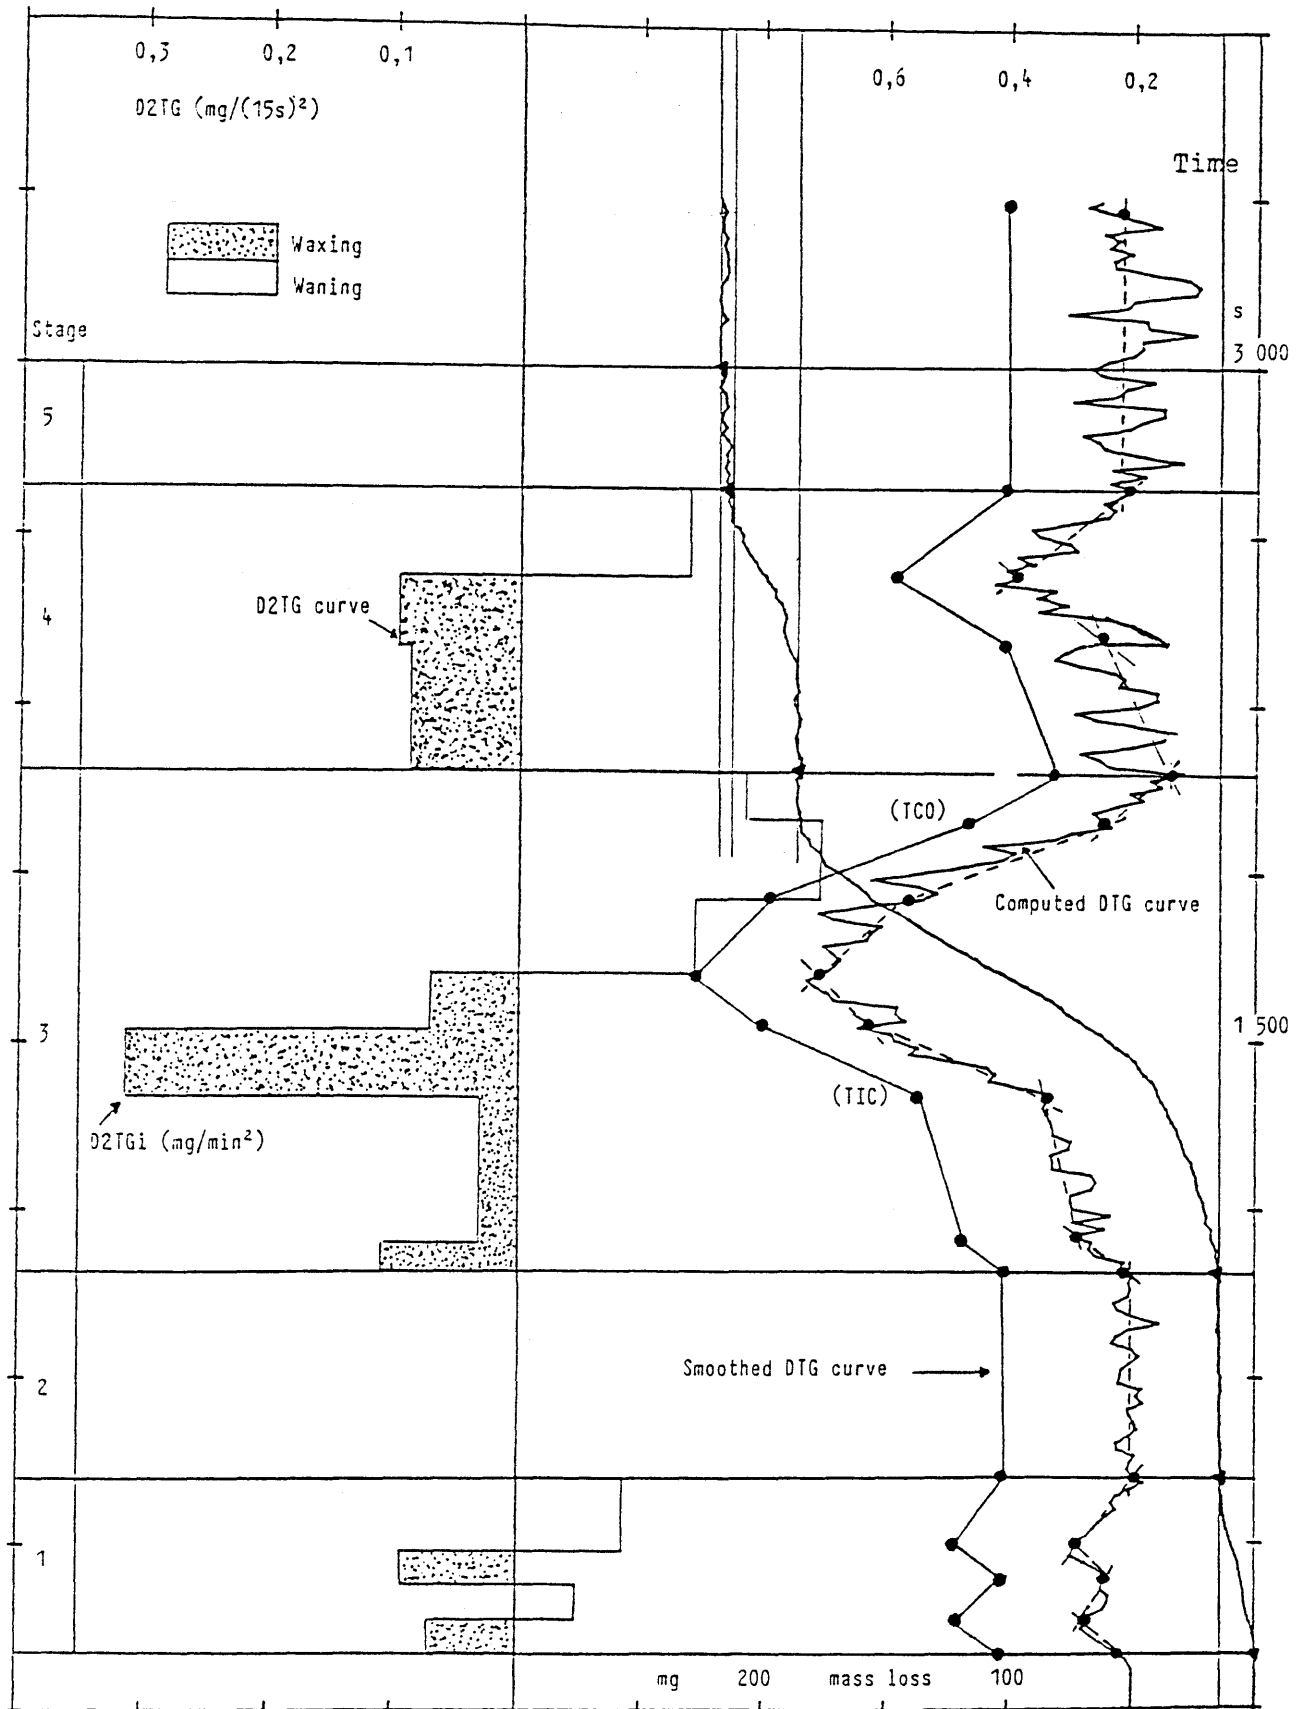 0,3 0,2 0,1 0,6 0,4 0,2
D2TG (mg/(15s)²)
Time
Waxing
Waning
s
Stage
3 000
5
D2TG curve
4
(TCO)
Computed DTG curve
3
1 500
(TIC)
D2TGi (mg/min²)
Smoothed DTG curve
2
1
mg 200 mass loss 100